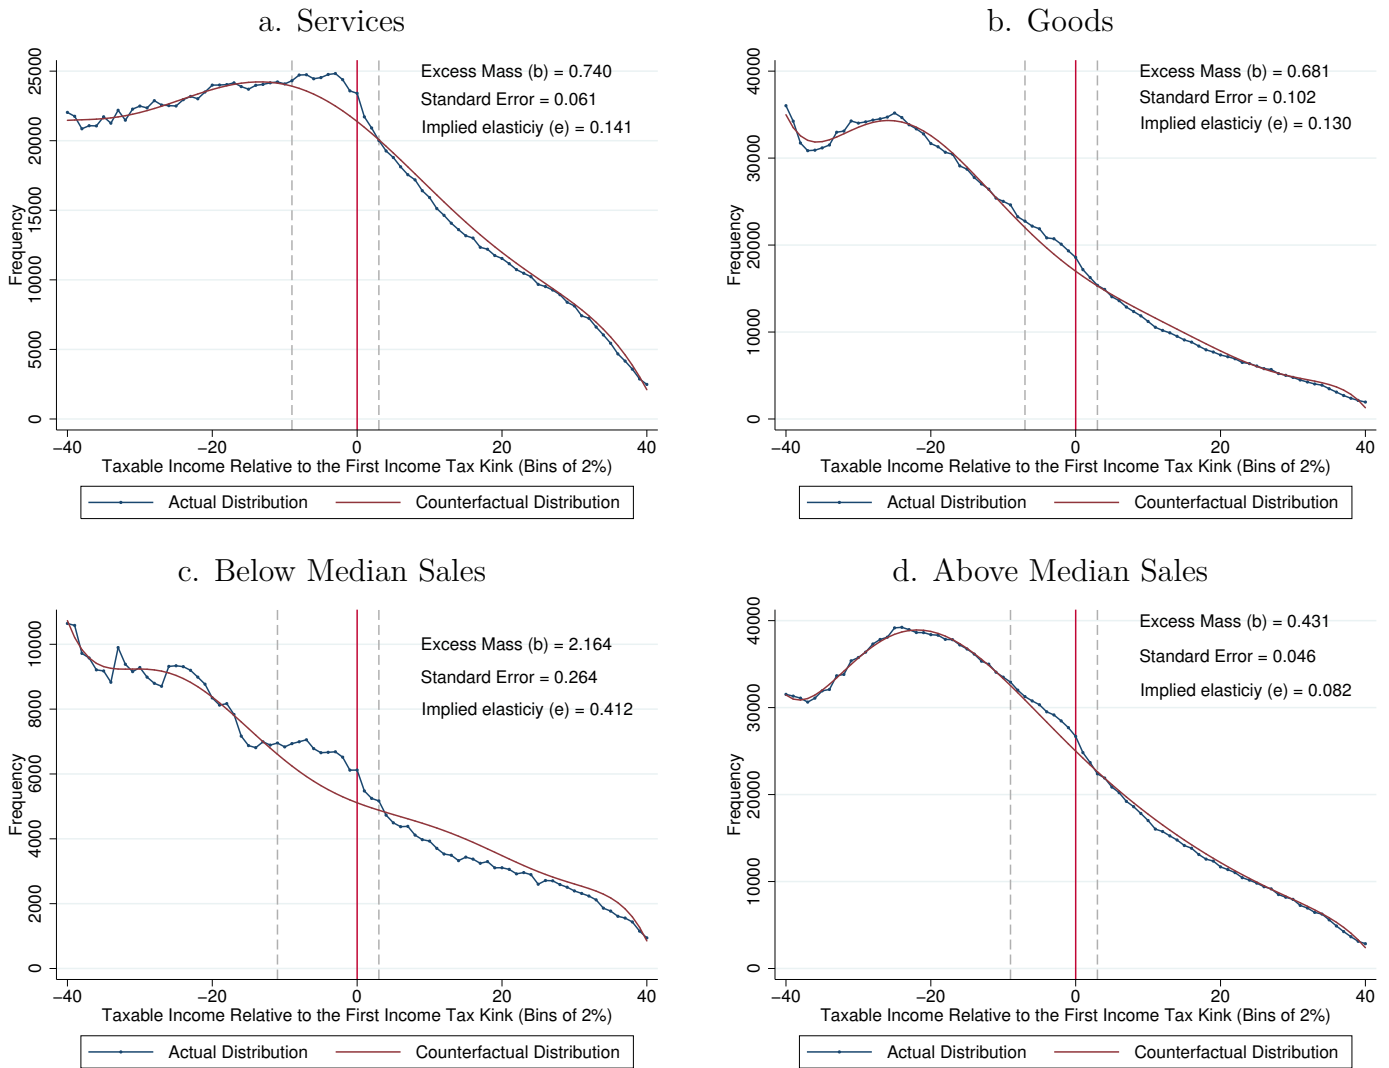 a. Services
Excess Mass (b) = 0.740
Standard Error = 0.061
Implied elasticiy (e) = 0.141
Frequency
0
5000
10000
15000
20000
25000
−40
−20
0
20
40
Taxable Income Relative to the First Income Tax Kink (Bins of 2%)
Actual Distribution
Counterfactual Distribution
b. Goods
Excess Mass (b) = 0.681
Standard Error = 0.102
Implied elasticiy (e) = 0.130
Frequency
0
10000
20000
30000
40000
−40
−20
0
20
40
Taxable Income Relative to the First Income Tax Kink (Bins of 2%)
Actual Distribution
Counterfactual Distribution
c. Below Median Sales
Excess Mass (b) = 2.164
Standard Error = 0.264
Implied elasticiy (e) = 0.412
Frequency
0
2000
4000
6000
8000
10000
−40
−20
0
20
40
Taxable Income Relative to the First Income Tax Kink (Bins of 2%)
Actual Distribution
Counterfactual Distribution
d. Above Median Sales
Excess Mass (b) = 0.431
Standard Error = 0.046
Implied elasticiy (e) = 0.082
Frequency
0
10000
20000
30000
40000
−40
−20
0
20
40
Taxable Income Relative to the First Income Tax Kink (Bins of 2%)
Actual Distribution
Counterfactual Distribution